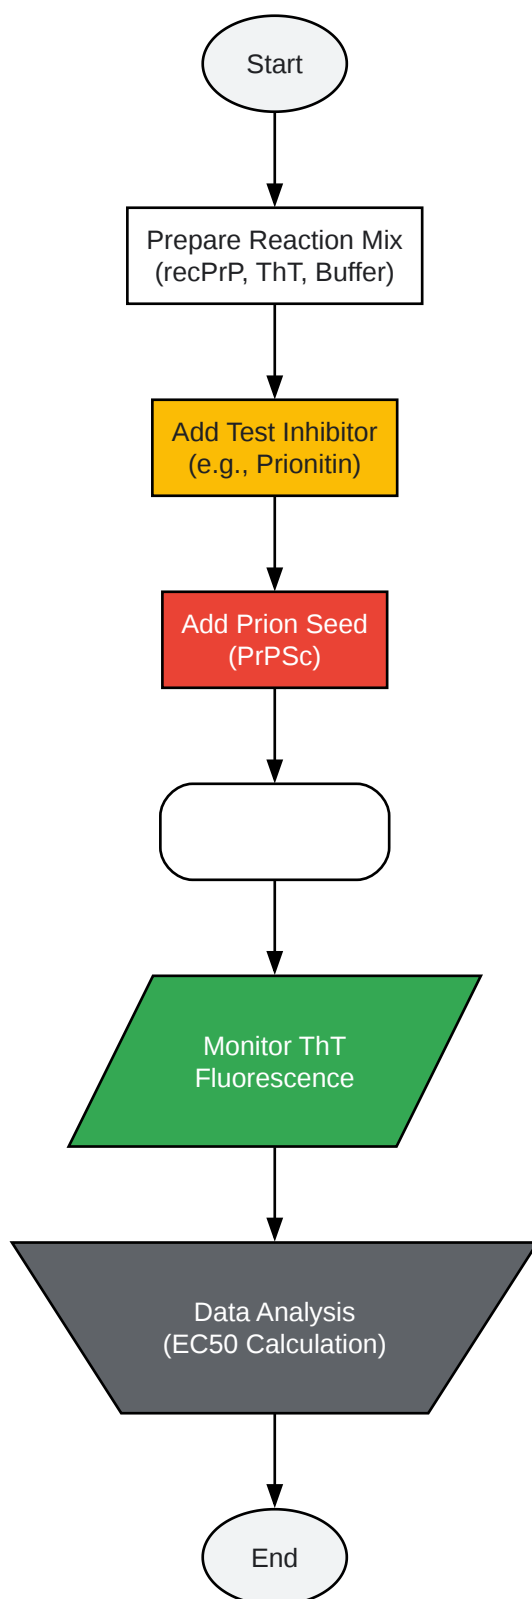 Start
Prepare Reaction Mix
(recPrP, ThT, Buffer)
Add Test Inhibitor
(e.g., Prionitin)
Add Prion Seed
(PrPSc)
Monitor ThT
Fluorescence
Data Analysis
(EC50 Calculation)
End